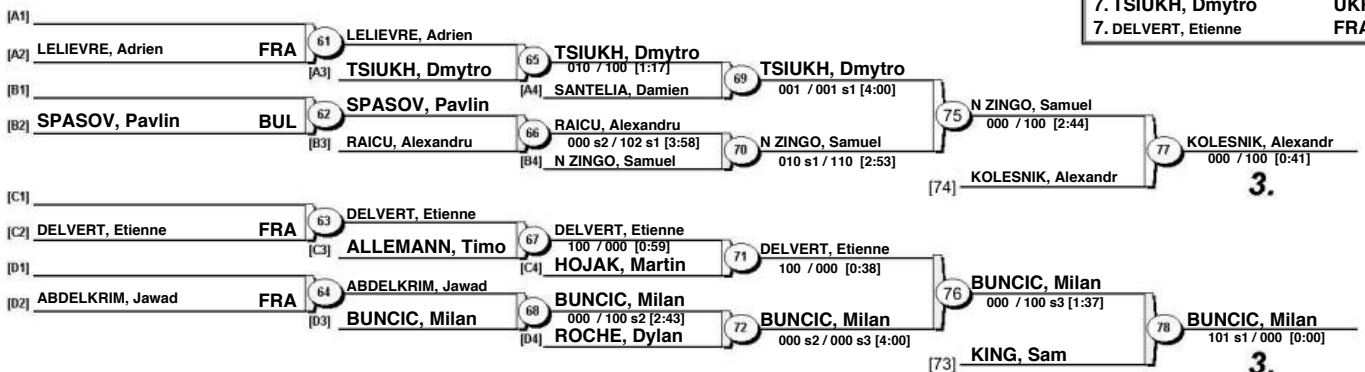 7. TSIUKH, Dmytro UKR
7. DELVERT, Etienne FRA
[A1]
[A2] LELIEVRE, Adrien FRA
61 LELIEVRE, Adrien
[A3] TSIUKH, Dmytro
65 TSIUKH, Dmytro
010 / 100 [1:17]
[A4] SANTELIA, Damien
69 TSIUKH, Dmytro
001 / 001 s1 [4:00]
[B1]
[B2] SPASOV, Pavlin BUL
62 SPASOV, Pavlin
[B3] RAICU, Alexandru
66 RAICU, Alexandru
000 s2 / 102 s1 [3:58]
[B4] N ZINGO, Samuel
70 N ZINGO, Samuel
010 s1 / 110 [2:53]
75 N ZINGO, Samuel
000 / 100 [2:44]
[74] KOLESNIK, Alexandr
77 KOLESNIK, Alexandr
000 / 100 [0:41]
3.
[C1]
[C2] DELVERT, Etienne FRA
63 DELVERT, Etienne
[C3] ALLEMANN, Timo
67 DELVERT, Etienne
100 / 000 [0:59]
[C4] HOJAK, Martin
71 DELVERT, Etienne
100 / 000 [0:38]
[D1]
[D2] ABDELKRIM, Jawad FRA
64 ABDELKRIM, Jawad
[D3] BUNCIC, Milan
68 BUNCIC, Milan
000 / 100 s2 [2:43]
[D4] ROCHE, Dylan
72 BUNCIC, Milan
000 s2 / 000 s3 [4:00]
76 BUNCIC, Milan
000 / 100 s3 [1:37]
[73] KING, Sam
78 BUNCIC, Milan
101 s1 / 000 [0:00]
3.